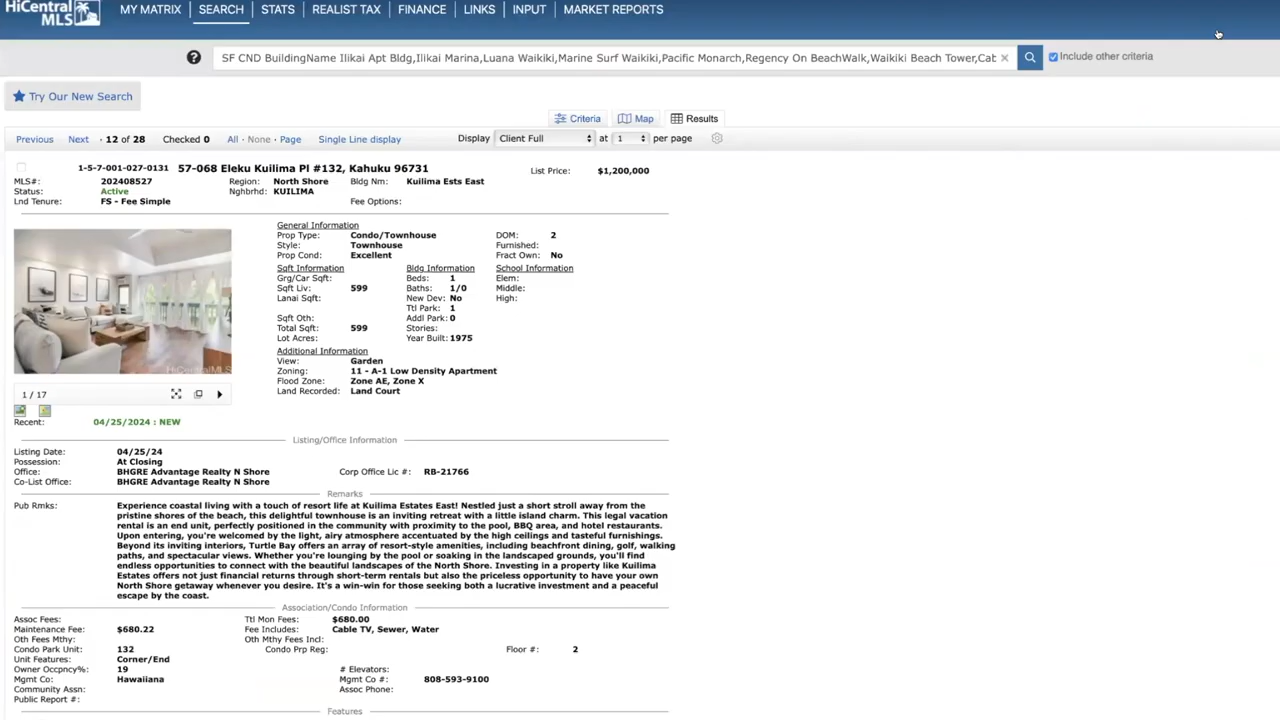 HiCentral MLS MY MATRIX SEARCH STATS REALIST TAX FINANCE LINKS INPUT MARKET REPORTS
? SF CND BuildingName Ilikai Apt Bldg,Ilikai Marina,Luana Waikiki,Marine Surf Waikiki,Pacific Monarch,Regency On BeachWalk,Waikiki Beach Tower,Cat × Include other criteria
Try Our New Search
Criteria Map Results
Previous Next · 12 of 28 Checked 0 All · None · Page Single Line display Display Client Full at 1 per page
1-5-7-001-027-0131 57-068 Eleku Kuilima Pl #132, Kahuku 96731 List Price: $1,200,000
MLS#: 202408527 Region: North Shore Bldg Nm: Kuilima Ests East
Status: Active Nghbrhd: KUILIMA
Lnd Tenure: FS - Fee Simple Fee Options:
General Information
Prop Type: Condo/Townhouse DOM: 2
Style: Townhouse Furnished:
Prop Cond: Excellent Fract Own: No
Sqft Information Bldg Information School Information
Grg/Car Sqft: Beds: 1 Elem:
Sqft Liv: 599 Baths: 1/0 Middle:
Lanai Sqft: New Dev: No High:
Ttl Park: 1
Sqft Oth: Addl Park: 0
Total Sqft: 599 Stories:
Lot Acres: Year Built: 1975
Additional Information
View: Garden
Zoning: 11 - A-1 Low Density Apartment
HiCentralMLS
Flood Zone: Zone AE, Zone X
Land Recorded: Land Court
1 / 17
Recent: 04/25/2024 : NEW
Listing/Office Information
Listing Date: 04/25/24
Possession: At Closing
Office: BHGRE Advantage Realty N Shore Corp Office Lic #: RB-21766
Co-List Office: BHGRE Advantage Realty N Shore
Remarks
Pub Rmks: Experience coastal living with a touch of resort life at Kuilima Estates East! Nestled just a short stroll away from the
pristine shores of the beach, this delightful townhouse is an inviting retreat with a little island charm. This legal vacation
rental is an end unit, perfectly positioned in the community with proximity to the pool, BBQ area, and hotel restaurants.
Upon entering, you're welcomed by the light, airy atmosphere accentuated by the high ceilings and tasteful furnishings.
Beyond its inviting interiors, Turtle Bay offers an array of resort-style amenities, including beachfront dining, golf, walking
paths, and spectacular views. Whether you're lounging by the pool or soaking in the landscaped grounds, you'll find
endless opportunities to connect with the beautiful landscapes of the North Shore. Investing in a property like Kuilima
Estates offers not just financial returns through short-term rentals but also the priceless opportunity to have your own
North Shore getaway whenever you desire. It's a win-win for those seeking both a lucrative investment and a peaceful
escape by the coast.
Association/Condo Information
Assoc Fees: Ttl Mon Fees: $680.00
Maintenance Fee: $680.22 Fee Includes: Cable TV, Sewer, Water
Oth Fees Mthy: Oth Mthy Fees Incl:
Condo Park Unit: 132 Condo Prp Reg: Floor #: 2
Unit Features: Corner/End
Owner Occpncy%: 19 # Elevators:
Mgmt Co: Hawaiiana Mgmt Co #: 808-593-9100
Community Assn: Assoc Phone:
Public Report #:
Features